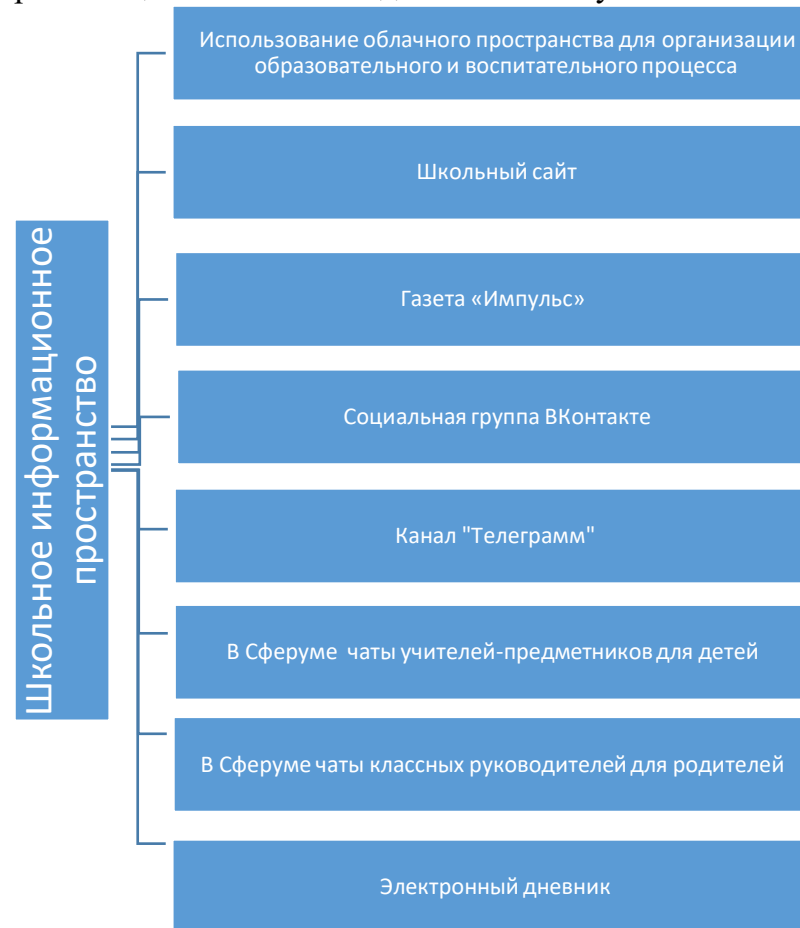 Школьное информационное
пространство
Использование облачного пространства для организации
образовательного и воспитательного процесса
Школьный сайт
Газета «Импульс»
Социальная группа ВКонтакте
Канал "Телеграмм"
В Сферуме чаты учителей-предметников для детей
В Сферуме чаты классных руководителей для родителей
Электронный дневник